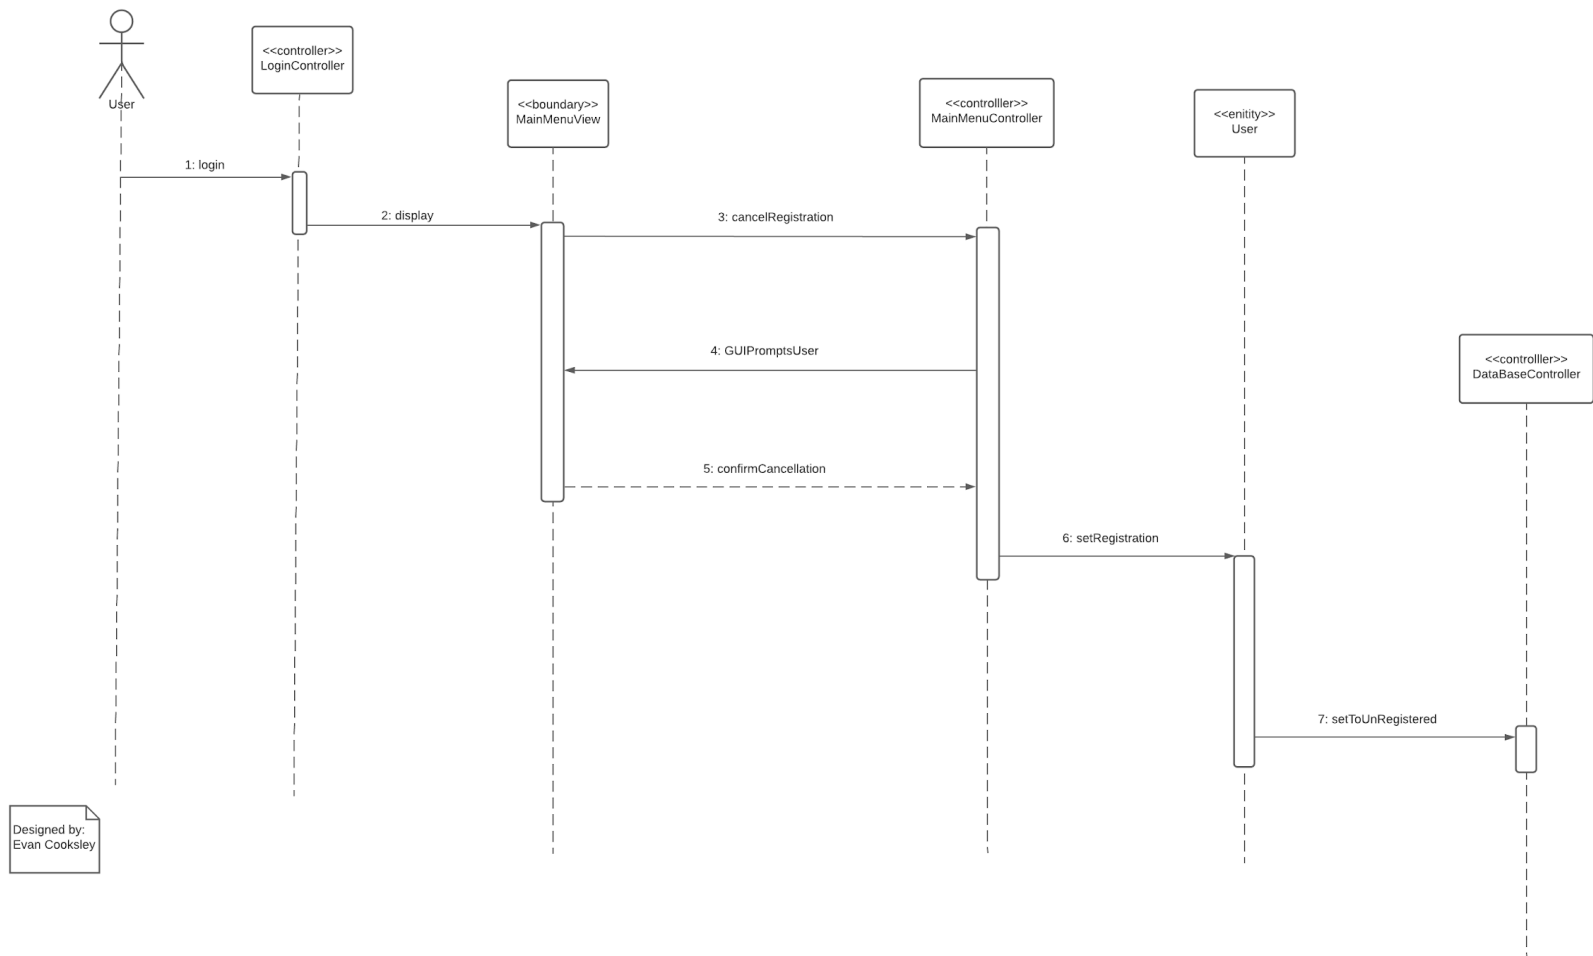 User
<<controller>>
LoginController
<<boundary>>
MainMenuView
<<controlller>>
MainMenuController
<<enitity>>
User
1: login
2: display
3: cancelRegistration
4: GUIPromptsUser
<<controlller>>
DataBaseController
5: confirmCancellation
6: setRegistration
7: setToUnRegistered
Designed by:
Evan Cooksley